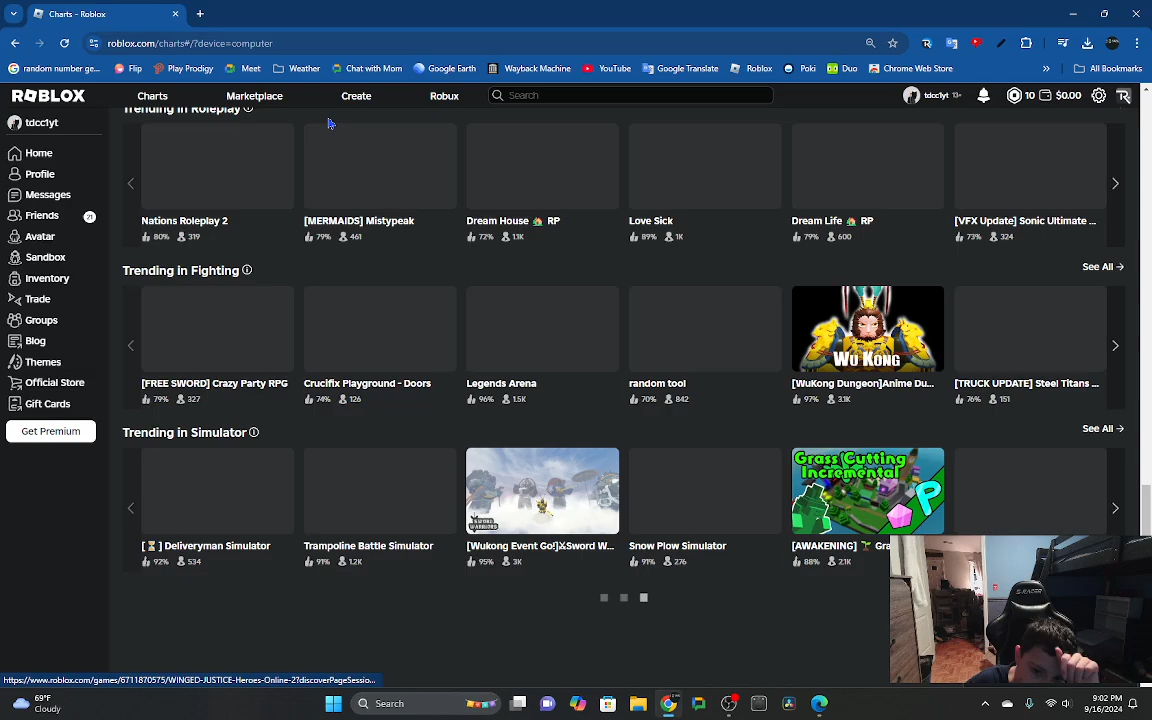 Charts - Roblox
roblox.com/charts#/?device=computer
random number ge... Flip Play Prodigy Meet Weather Chat with Mom Google Earth Wayback Machine YouTube Google Translate Roblox Poki Duo Chrome Web Store » All Bookmarks
ROBLOX Charts Marketplace Create Robux Search tdcc1yt 13+ 10 $0.00
Trending in Roleplay
tdcc1yt
Home
Profile
Messages
Friends 21
Avatar
Sandbox
Inventory
Trade
Groups
Blog
Themes
Official Store
Gift Cards
Get Premium
Nations Roleplay 2 [MERMAIDS] Mistypeak Dream House 🏠 RP Love Sick Dream Life 🏠 RP [VFX Update] Sonic Ultimate ...
80% 319 79% 461 72% 1.1K 89% 1K 79% 600 73% 324
Trending in Fighting See All →
WU KONG
[FREE SWORD] Crazy Party RPG Crucifix Playground - Doors Legends Arena random tool [WuKong Dungeon]Anime Du... [TRUCK UPDATE] Steel Titans ...
79% 327 74% 126 96% 1.5K 70% 842 97% 3.1K 76% 151
Trending in Simulator See All →
SWORD WARRIORS
Grass Cutting
Incremental
P
[⏳] Deliveryman Simulator Trampoline Battle Simulator [Wukong Event Go!]⚔Sword W... Snow Plow Simulator [AWAKENING] 🌱 Gra
92% 534 91% 1.2K 95% 3K 91% 276 88% 2.1K
S-RACER
https://www.roblox.com/games/6711870575/WINGED-JUSTICE-Heroes-Online-2?discoverPageSessio...
69°F
Cloudy
Search
9:02 PM
9/16/2024